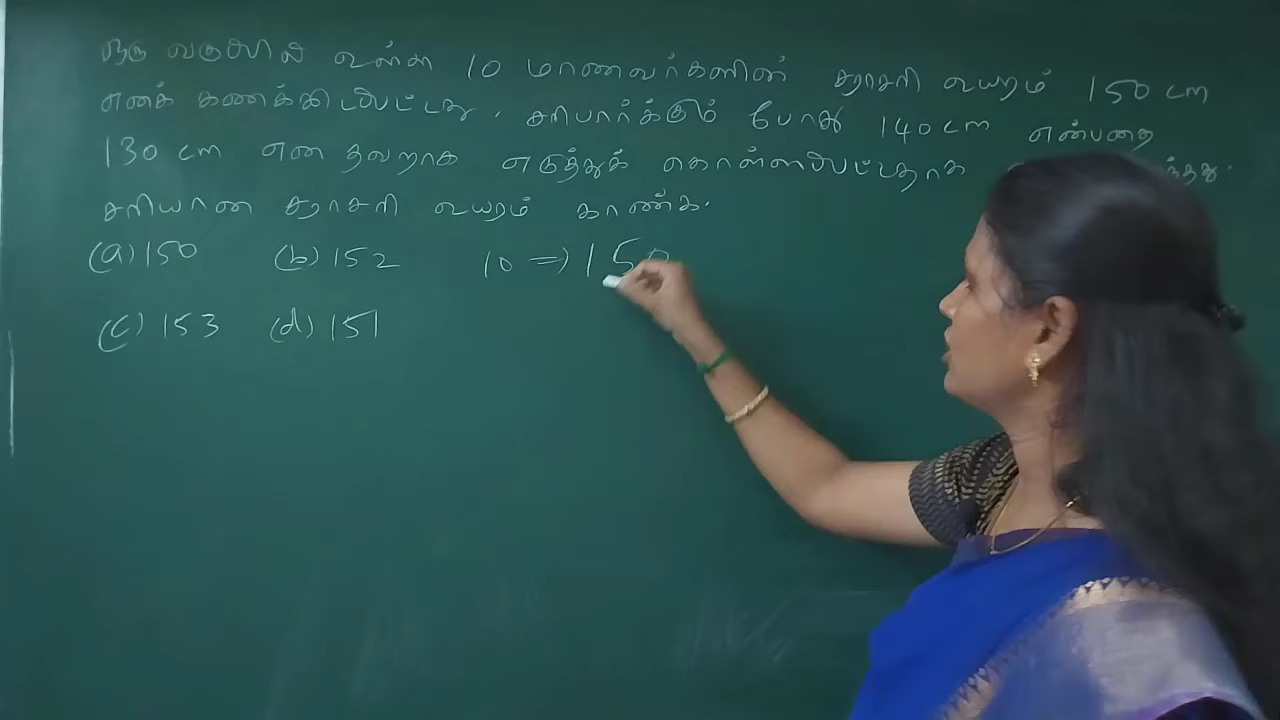 ஒரு வகுப்பில் உள்ள 10 மாணவர்களின் சராசரி உயரம் 150 cm
எனக் கணக்கிடப்பட்டது. சரிபார்க்கும் போது 140 cm என்பதை
130 cm என தவறாக எடுத்துக் கொள்ளப்பட்டதாக
சரியான சராசரி உயரம் காண்க.
(a) 150 (b) 152 10 => 150
(c) 153 (d) 151